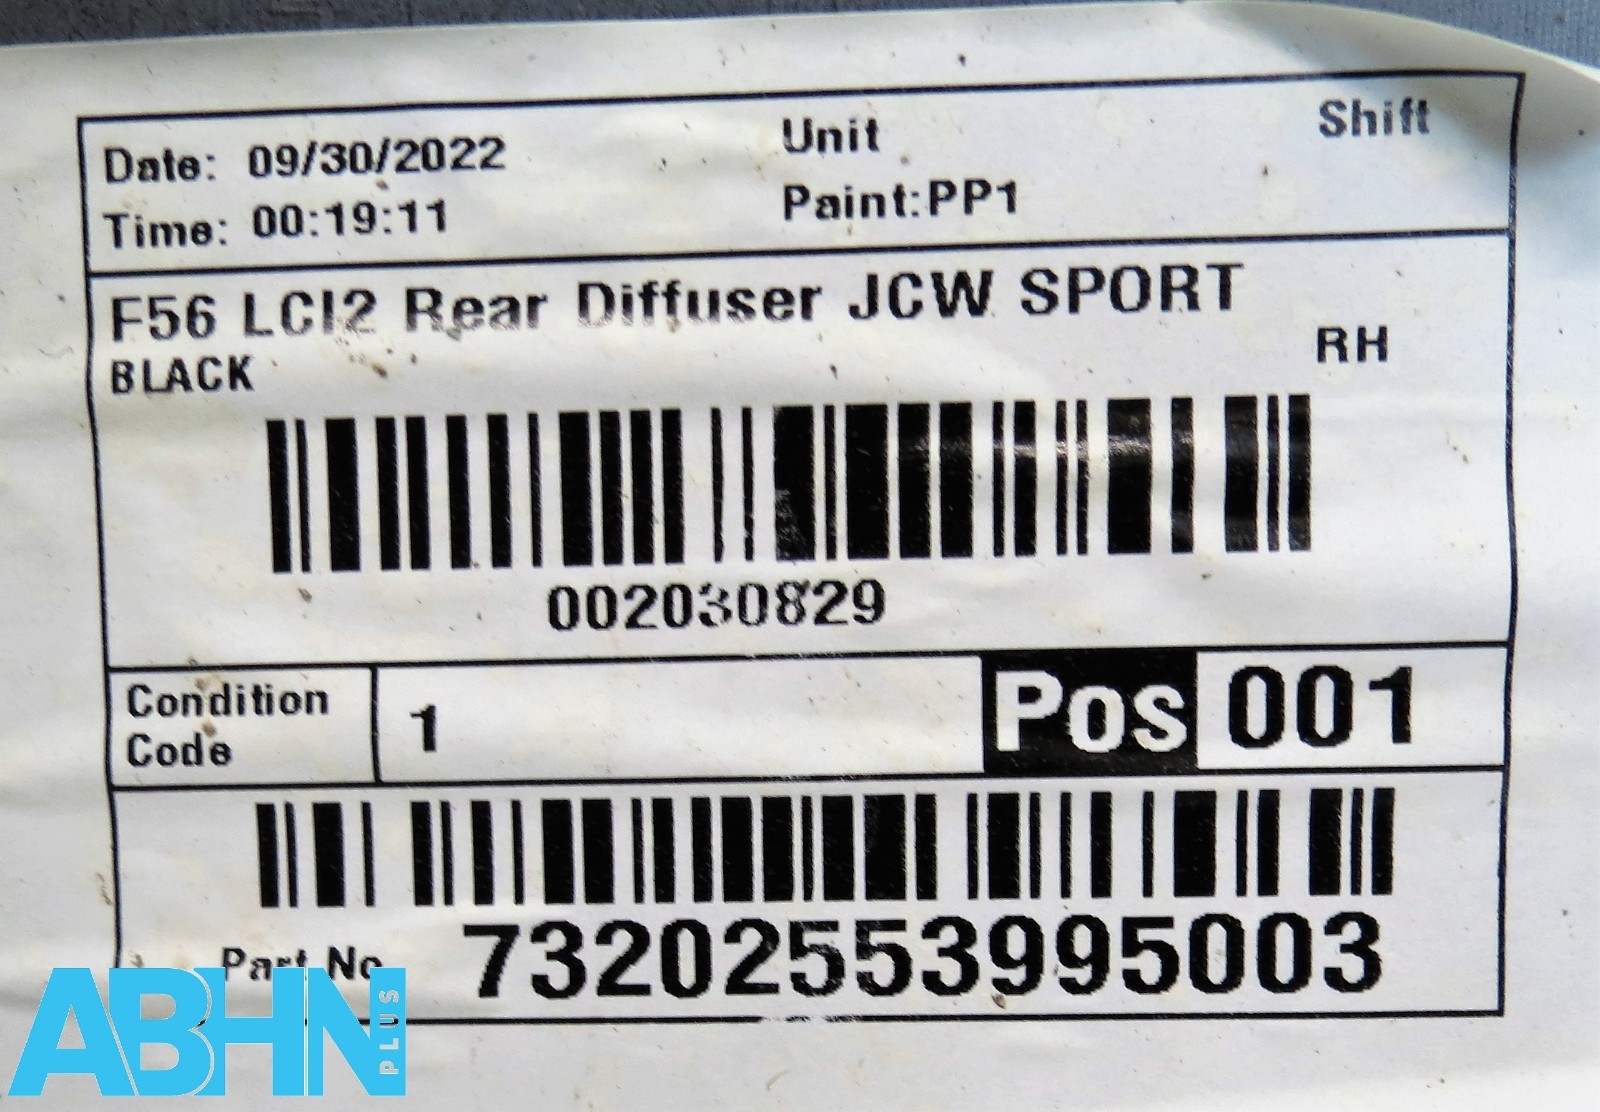 Date: 09/30/2022
Time: 00:19:11
Unit
Paint:PP1
Shift
F56 LCI2 Rear Diffuser JCW SPORT
BLACK
RH
002030829
Condition
Code
1
Pos 001
Part No 73202553995003
ABHN
PLUS